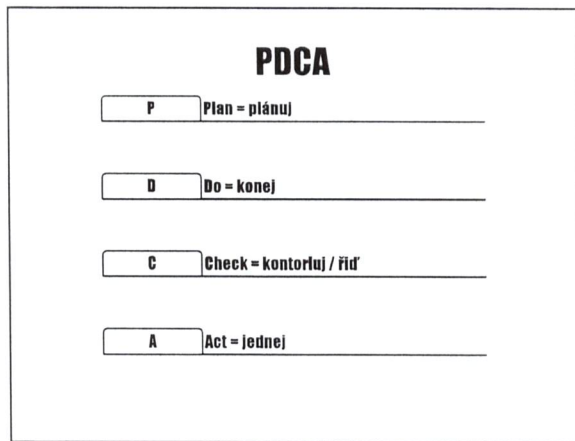 PDCA
P Plan = plánuj
D Do = konej
C Check = kontorluj / řiď
A Act = jednej